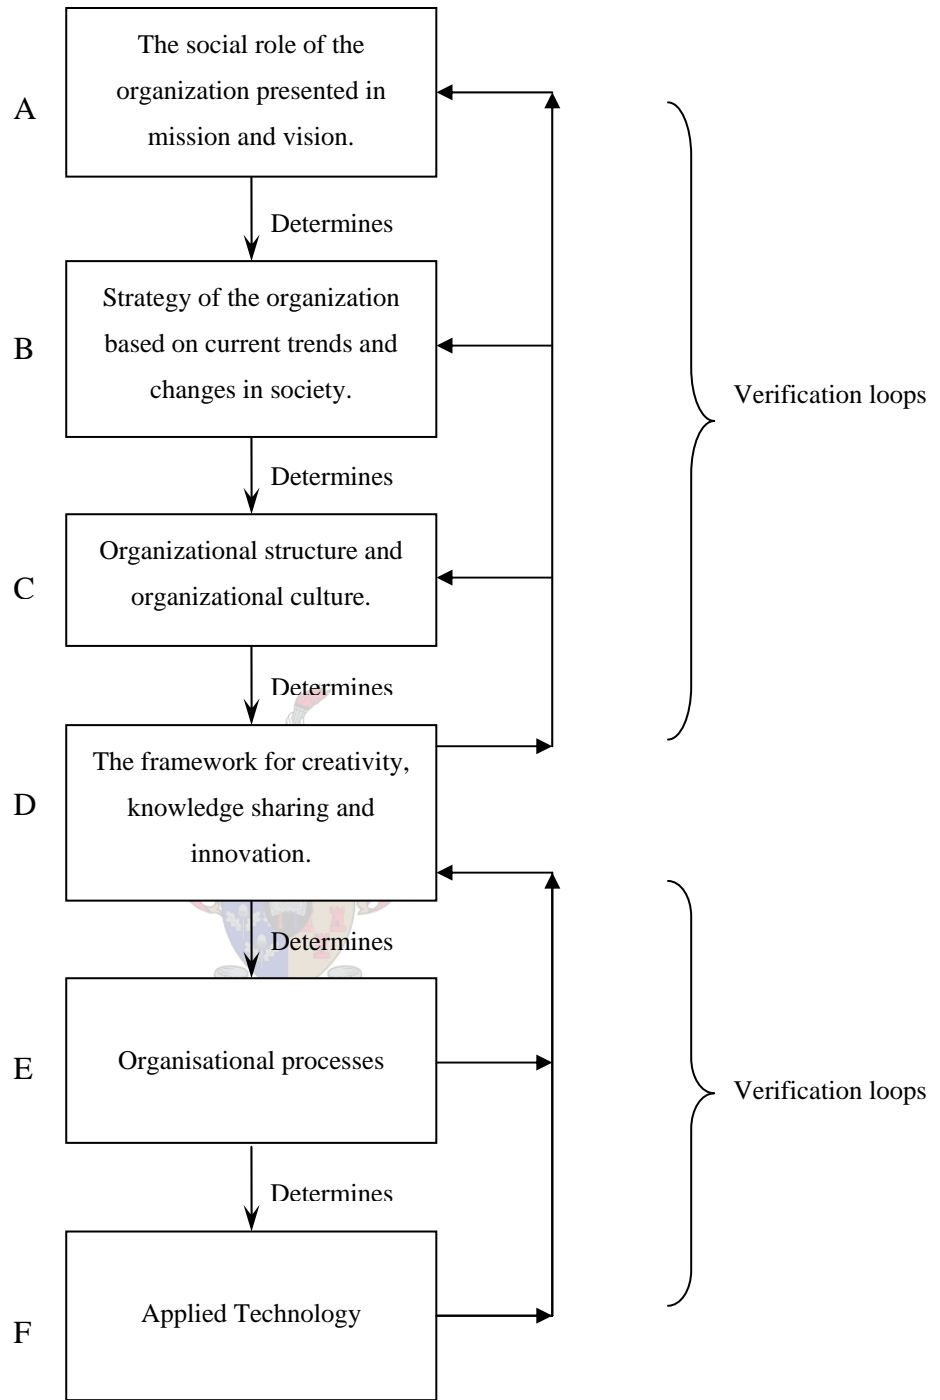 A
The social role of the
organization presented in
mission and vision.
Determines
B
Strategy of the organization
based on current trends and
changes in society.
Verification loops
Determines
C
Organizational structure and
organizational culture.
Determines
D
The framework for creativity,
knowledge sharing and
innovation.
Determines
E
Organisational processes
Verification loops
Determines
F
Applied Technology